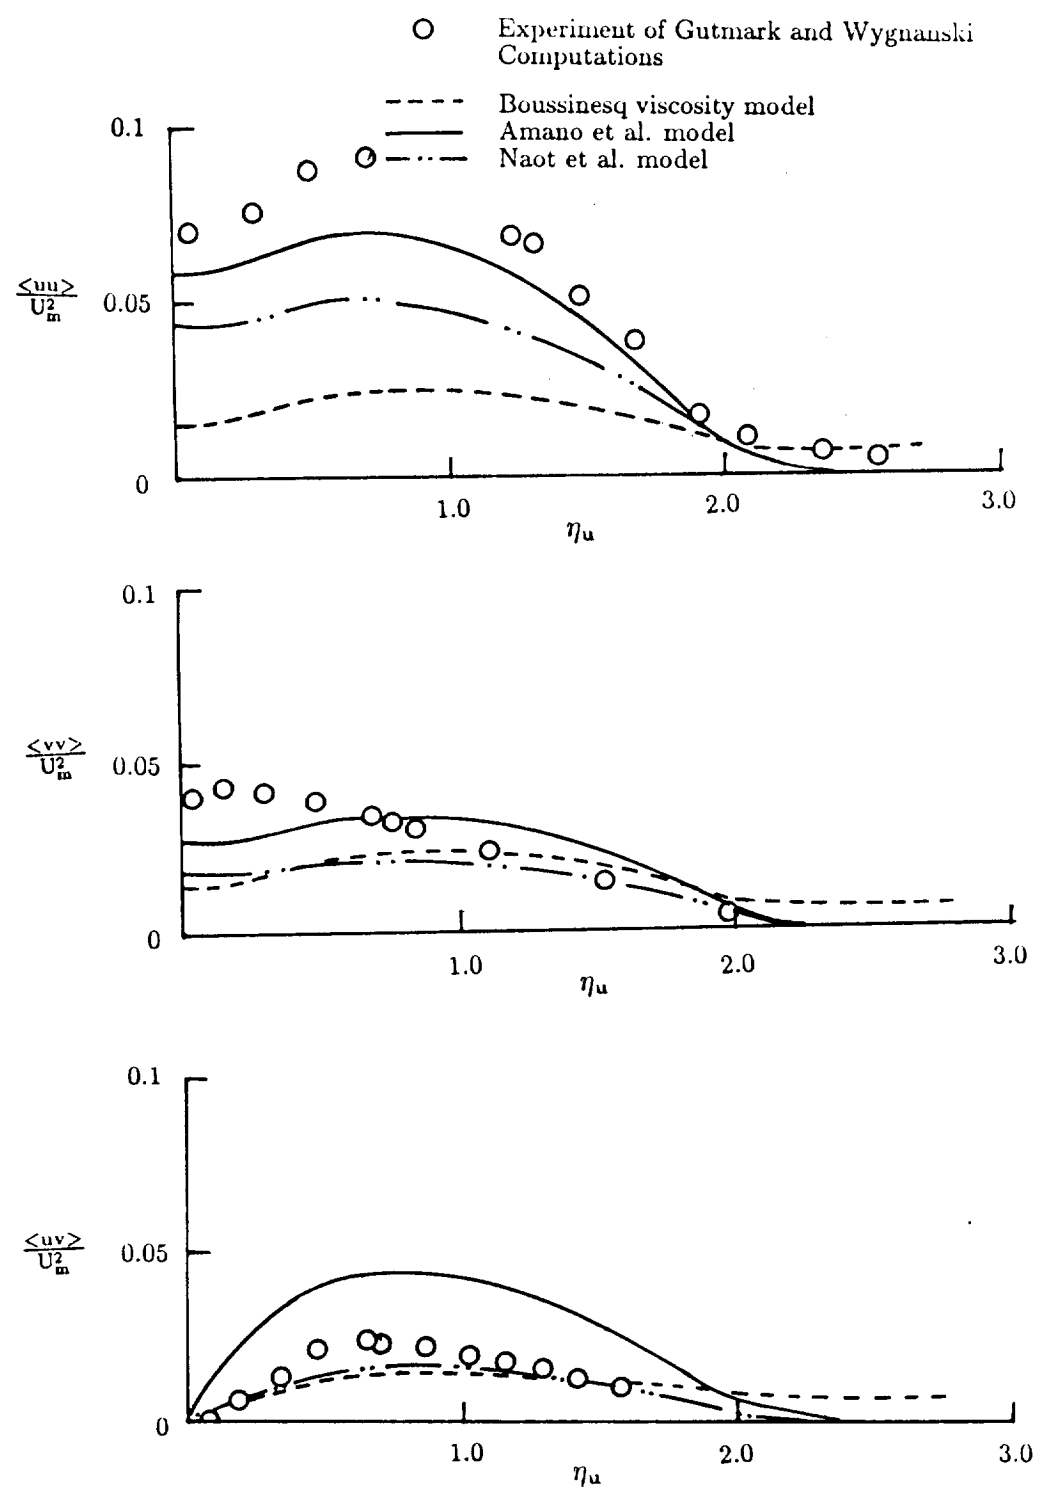 Experiment of Gutmark and Wygnanski
Computations
Boussinesq viscosity model
Amano et al. model
Naot et al. model
0.1
<uu>
U²m
0.05
0
1.0
2.0
3.0
ηu
0.1
<vv>
U²m
0.05
0
1.0
2.0
3.0
ηu
0.1
<uv>
U²m
0.05
0
1.0
2.0
3.0
ηu